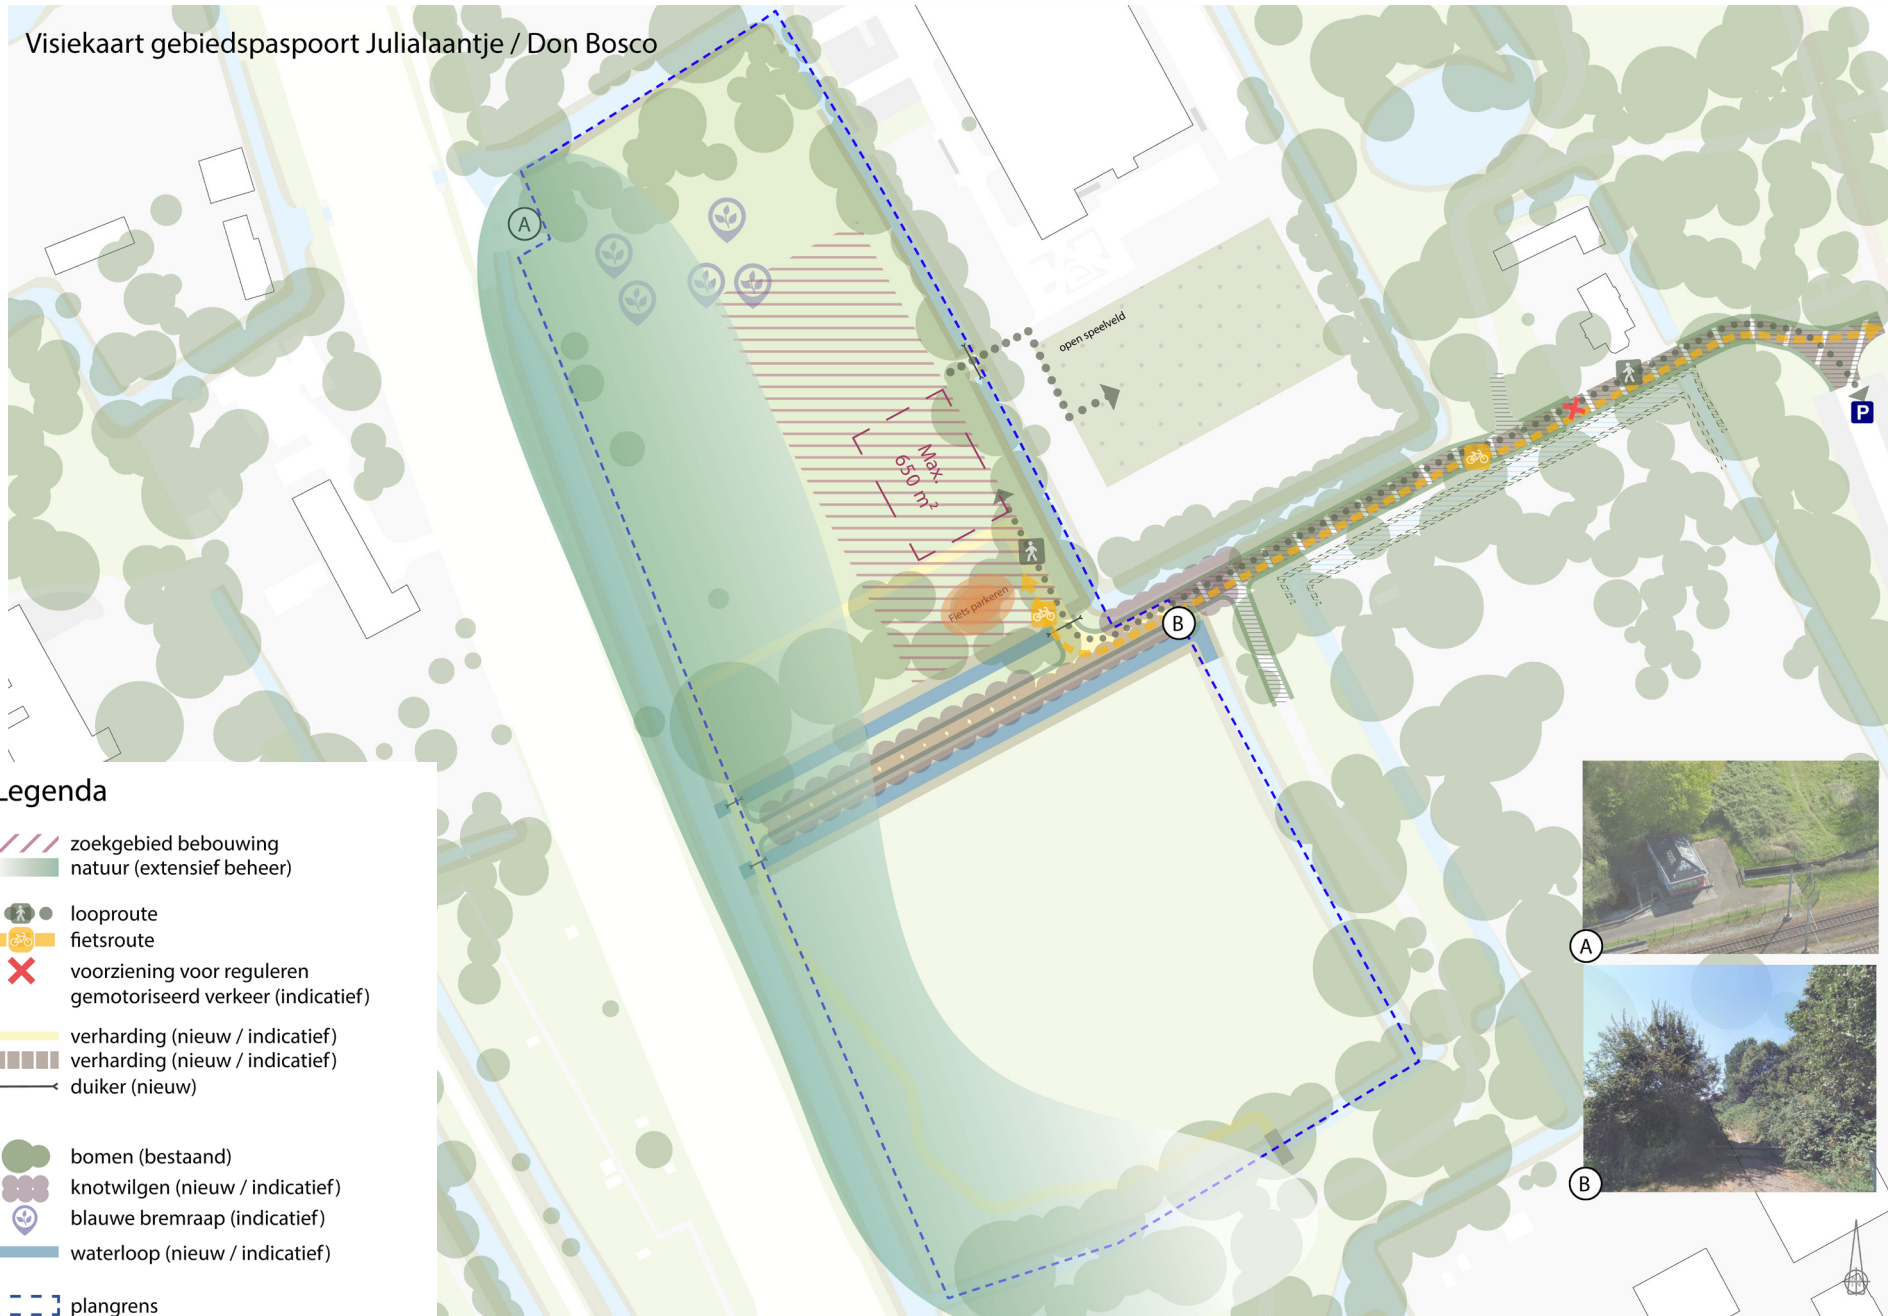 Visiekaart gebiedspaspoort Julialaantje / Don Bosco
A
open speelveld
P
Max.
650 m²
Fiets parkeren
B
Legenda
zoekgebied bebouwing
natuur (extensief beheer)
looproute
fietsroute
voorziening voor reguleren
gemotoriseerd verkeer (indicatief)
verharding (nieuw / indicatief)
verharding (nieuw / indicatief)
duiker (nieuw)
bomen (bestaand)
knotwilgen (nieuw / indicatief)
blauwe bremraap (indicatief)
waterloop (nieuw / indicatief)
plangrens
A
B